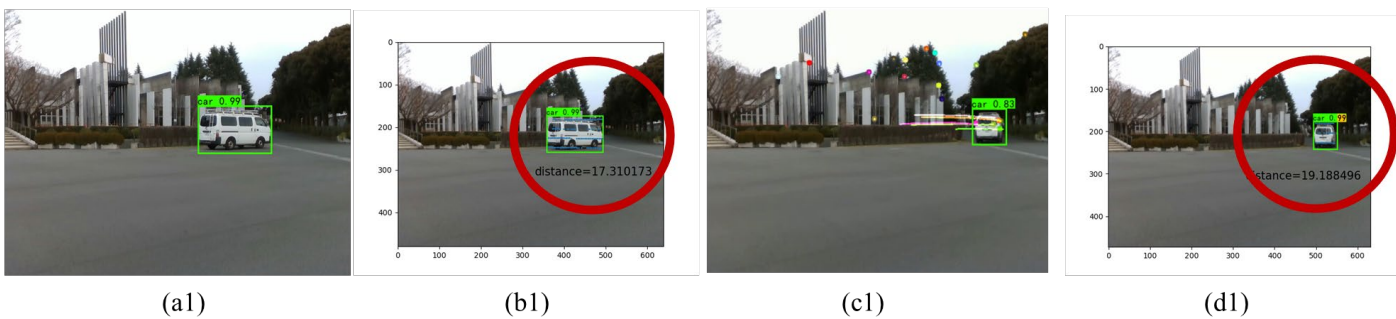 car 0.99
0
100
200
300
400
0 100 200 300 400 500 600
car 0.99
distance=17.310173
car 0.83
0
100
200
300
400
0 100 200 300 400 500 600
car 0.99
distance=19.188496
(a1) (b1) (c1) (d1)